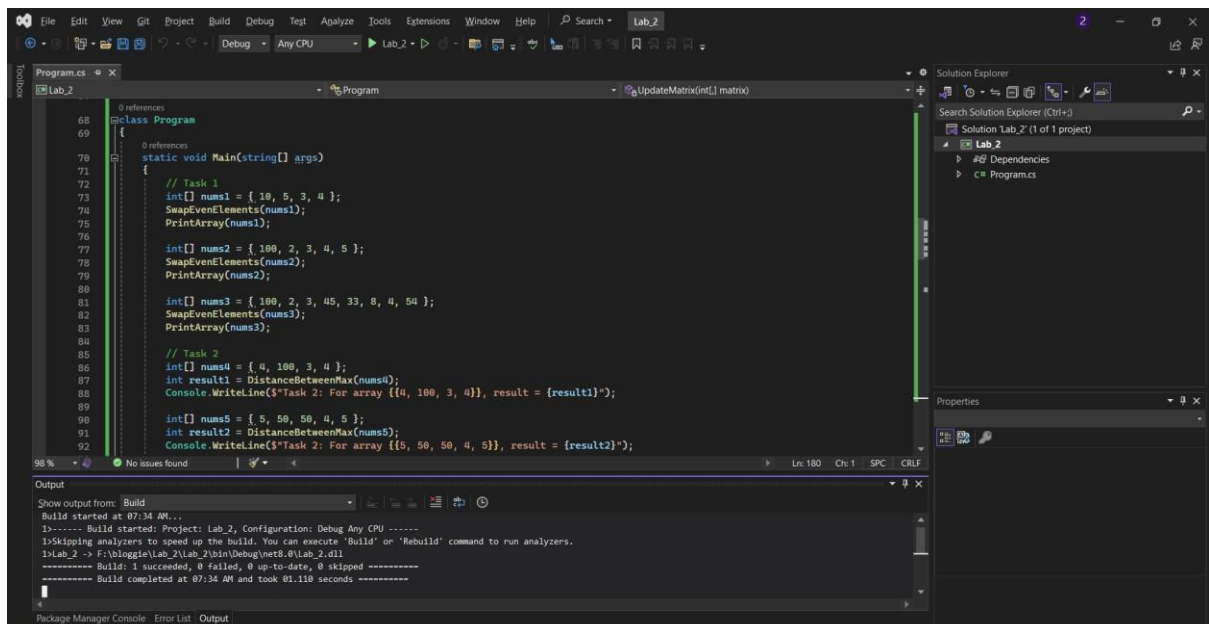 File Edit View Git Project Build Debug Test Analyze Tools Extensions Window Help Search Lab_2 2
Debug Any CPU Lab_2
Toolbox
Program.cs
Lab_2 Program UpdateMatrix(int[,] matrix)
0 references
68 class Program
69 {
0 references
70 static void Main(string[] args)
71 {
72 // Task 1
73 int[] nums1 = { 10, 5, 3, 4 };
74 SwapEvenElements(nums1);
75 PrintArray(nums1);
76
77 int[] nums2 = { 100, 2, 3, 4, 5 };
78 SwapEvenElements(nums2);
79 PrintArray(nums2);
80
81 int[] nums3 = { 100, 2, 3, 45, 33, 8, 4, 54 };
82 SwapEvenElements(nums3);
83 PrintArray(nums3);
84
85 // Task 2
86 int[] nums4 = { 4, 100, 3, 4 };
87 int result1 = DistanceBetweenMax(nums4);
88 Console.WriteLine($"Task 2: For array {{4, 100, 3, 4}}, result = {result1}");
89
90 int[] nums5 = { 5, 50, 50, 4, 5 };
91 int result2 = DistanceBetweenMax(nums5);
92 Console.WriteLine($"Task 2: For array {{5, 50, 50, 4, 5}}, result = {result2}");
98 % No issues found Ln: 180 Ch: 1 SPC CRLF
Output
Show output from: Build
Build started at 07:34 AM...
1>------ Build started: Project: Lab_2, Configuration: Debug Any CPU ------
1>Skipping analyzers to speed up the build. You can execute 'Build' or 'Rebuild' command to run analyzers.
1>Lab_2 -> F:\bloggie\Lab_2\Lab_2\bin\Debug\net8.0\Lab_2.dll
========== Build: 1 succeeded, 0 failed, 0 up-to-date, 0 skipped ==========
========== Build completed at 07:34 AM and took 01.110 seconds ==========
Package Manager Console Error List Output
Solution Explorer
Search Solution Explorer (Ctrl+;)
Solution 'Lab_2' (1 of 1 project)
Lab_2
Dependencies
C# Program.cs
Properties